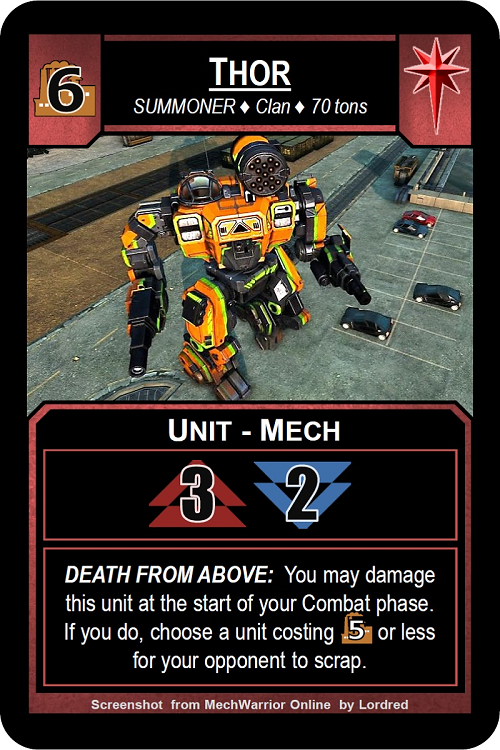 6
THOR
SUMMONER ♦ Clan ♦ 70 tons
UNIT - MECH
3 2
DEATH FROM ABOVE: You may damage
this unit at the start of your Combat phase.
If you do, choose a unit costing 5 or less
for your opponent to scrap.
Screenshot from MechWarrior Online by Lordred